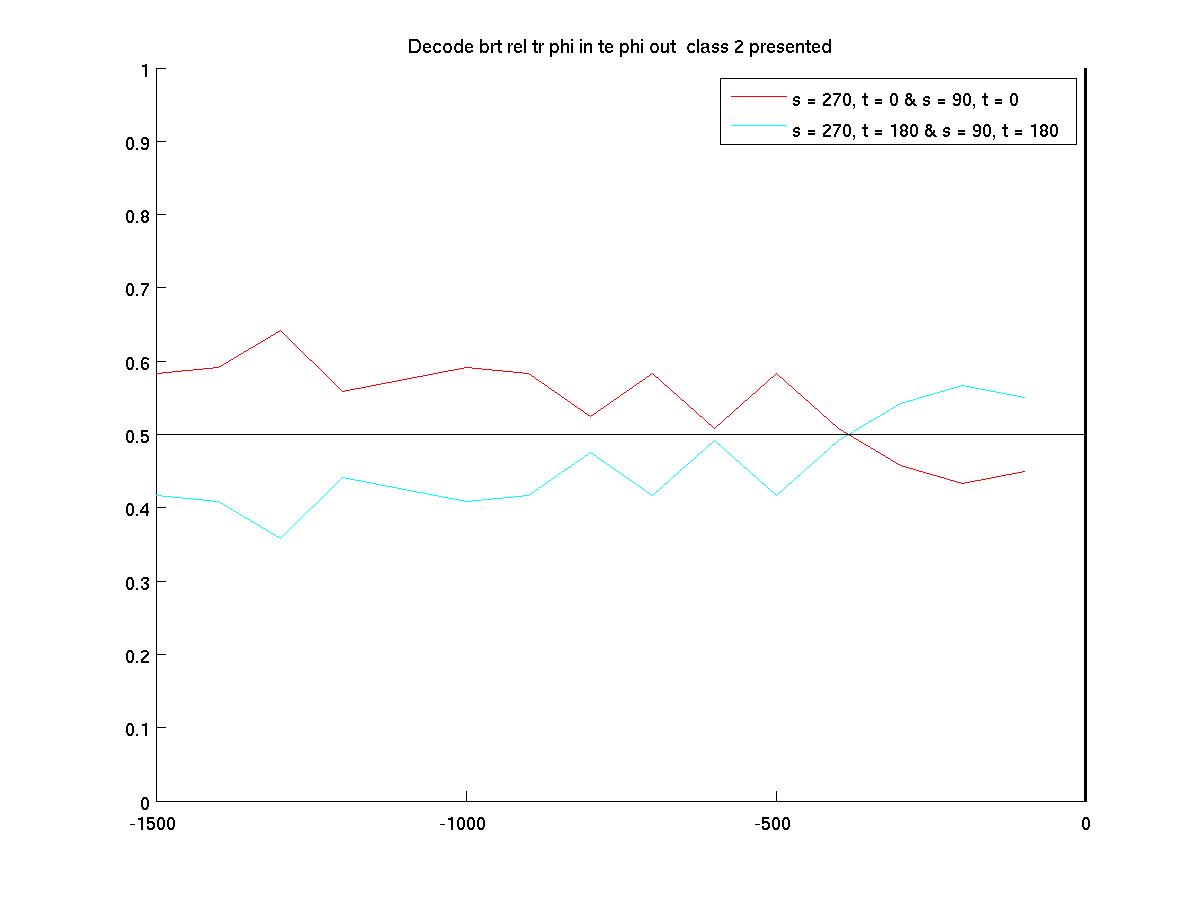 Decode brt rel tr phi in te phi out  class 2 presented
1
s = 270, t = 0 & s = 90, t = 0
s = 270, t = 180 & s = 90, t = 180
0.9
0.8
0.7
0.6
0.5
0.4
0.3
0.2
0.1
0
-1500 -1000 -500 0